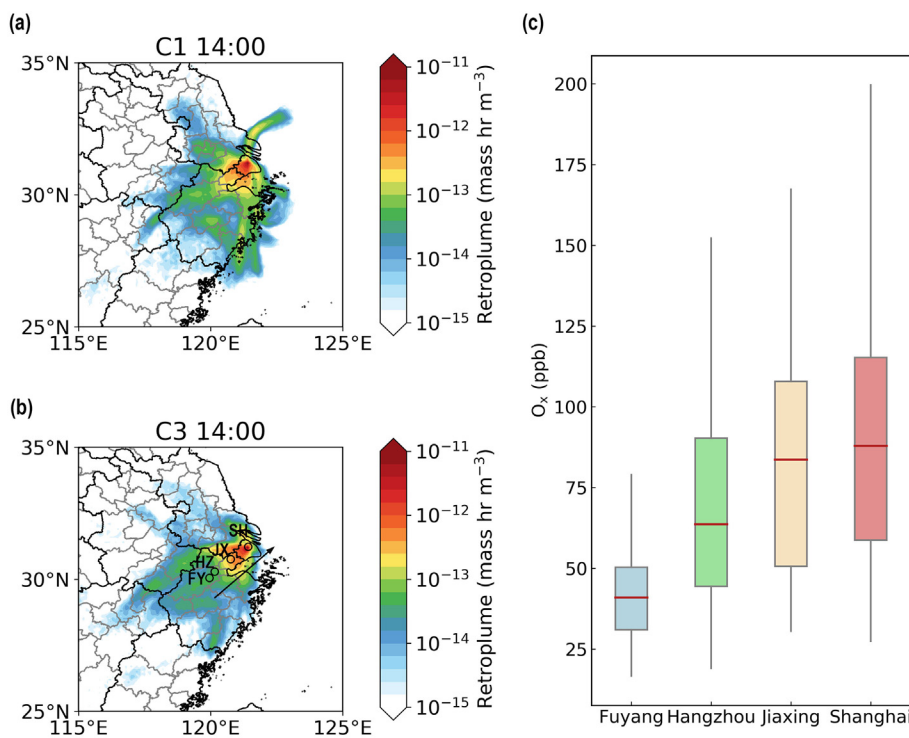 (a)
C1 14:00
35°N
30°N
25°N
115°E
120°E
125°E
10⁻¹¹
10⁻¹²
10⁻¹³
10⁻¹⁴
10⁻¹⁵
Retroplume (mass hr m⁻³)
(b)
C3 14:00
35°N
30°N
25°N
115°E
120°E
125°E
SH
JX
HZ
FY
10⁻¹¹
10⁻¹²
10⁻¹³
10⁻¹⁴
10⁻¹⁵
Retroplume (mass hr m⁻³)
(c)
200
175
150
125
100
75
50
25
Oₓ (ppb)
Fuyang Hangzhou Jiaxing Shanghai